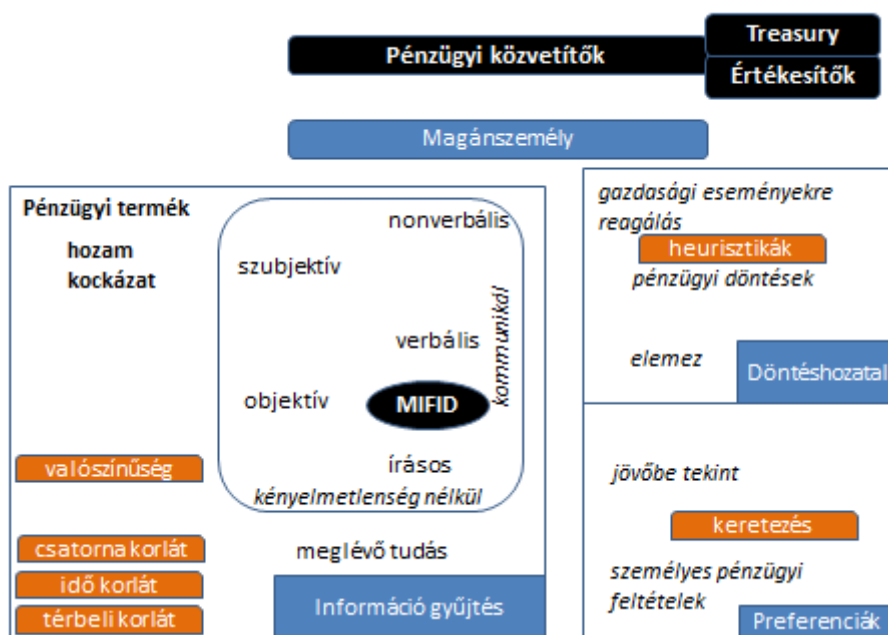 Pénzügyi közvetítők
Treasury
Értékesítők
Magánszemély
Pénzügyi termék
hozam
kockázat
nonverbális
szubjektív
kommunikál
verbális
objektív
MIFID
valószínűség
írásos
kényelmetlenség nélkül
csatorna korlát
meglévő tudás
idő korlát
térbeli korlát
Információ gyűjtés
gazdasági eseményekre
reagálás
heurisztikák
pénzügyi döntések
elemez
Döntéshozatal
jövőbe tekint
keretezés
személyes pénzügyi
feltételek
Preferenciák